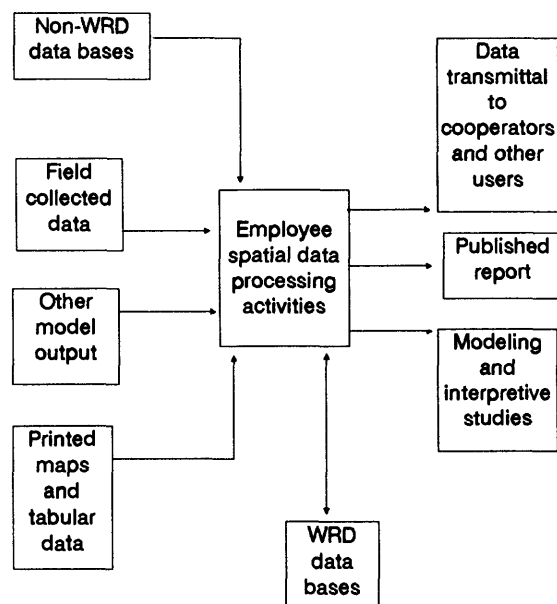 Non-WRD
data bases
Field
collected
data
Other
model
output
Printed
maps
and
tabular
data
Employee
spatial data
processing
activities
WRD
data
bases
Data
transmittal
to
cooperators
and other
users
Published
report
Modeling
and
interpretive
studies